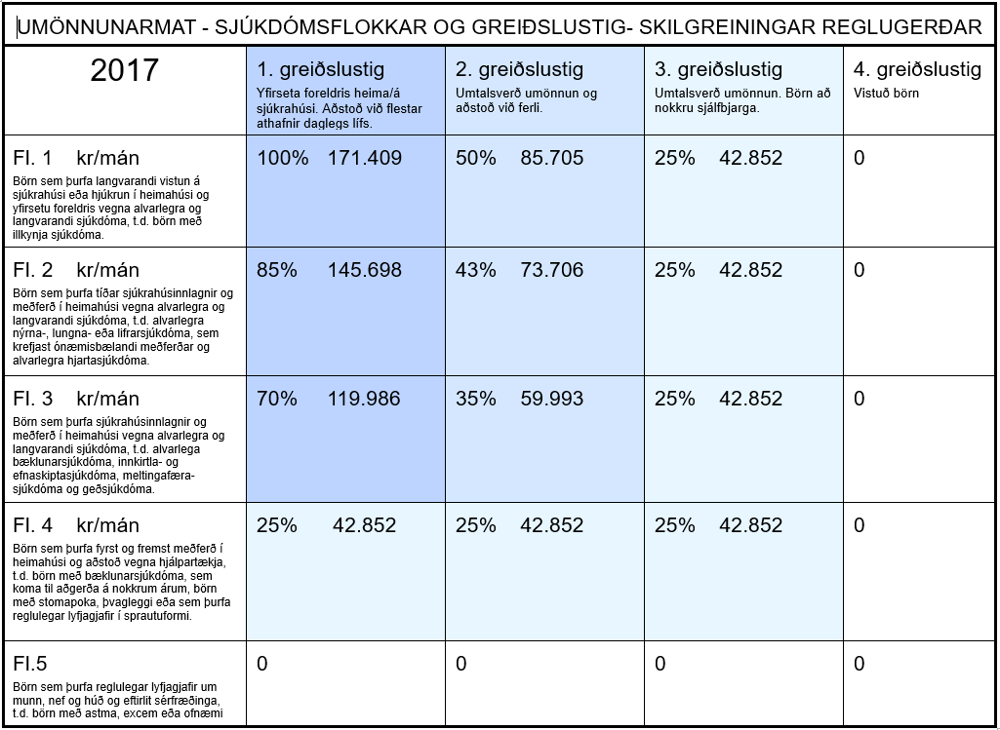 UMÖNNUNARMAT - SJÚKDÓMSFLOKKAR OG GREIÐSLUSTIG- SKILGREININGAR REGLUGERÐAR
2017
1. greiðslustig
Yfirseta foreldris heima/á
sjúkrahúsi. Aðstoð við flestar
athafnir daglegs lífs.
2. greiðslustig
Umtalsverð umönnun og
aðstoð við ferli.
3. greiðslustig
Umtalsverð umönnun. Börn að
nokkru sjálfbjarga.
4. greiðslustig
Vistuð börn
Fl. 1 kr/mán
Börn sem þurfa langvarandi vistun á
sjúkrahúsi eða hjúkrun í heimahúsi og
yfirsetu foreldris vegna alvarlegra og
langvarandi sjúkdóma, t.d. börn með
illkynja sjúkdóma.
100% 171.409
50% 85.705
25% 42.852
0
Fl. 2 kr/mán
Börn sem þurfa tíðar sjúkrahúsinnlagnir og
meðferð í heimahúsi vegna alvarlegra og
langvarandi sjúkdóma, t.d. alvarlegra
nýrna-, lungna- eða lifrarsjúkdóma, sem
krefjast ónæmisbælandi meðferðar og
alvarlegra hjartasjúkdóma.
85% 145.698
43% 73.706
25% 42.852
0
Fl. 3 kr/mán
Börn sem þurfa sjúkrahúsinnlagnir og
meðferð í heimahúsi vegna alvarlegra og
langvarandi sjúkdóma, t.d. alvarlega
bæklunarsjúkdóma, innkirtla- og
efnaskiptasjúkdóma, meltingafæra-
sjúkdóma og geðsjúkdóma.
70% 119.986
35% 59.993
25% 42.852
0
Fl. 4 kr/mán
Börn sem þurfa fyrst og fremst meðferð í
heimahúsi og aðstoð vegna hjálpartækja,
t.d. börn með bæklunarsjúkdóma, sem
koma til aðgerða á nokkrum árum, börn
með stomapoka, þvagleggi eða sem þurfa
reglulegar lyfjagjafir í sprautuformi.
25% 42.852
25% 42.852
25% 42.852
0
Fl.5
Börn sem þurfa reglulegar lyfjagjafir um
munn, nef og húð og eftirlit sérfræðinga,
t.d. börn með astma, excem eða ofnæmi
0
0
0
0